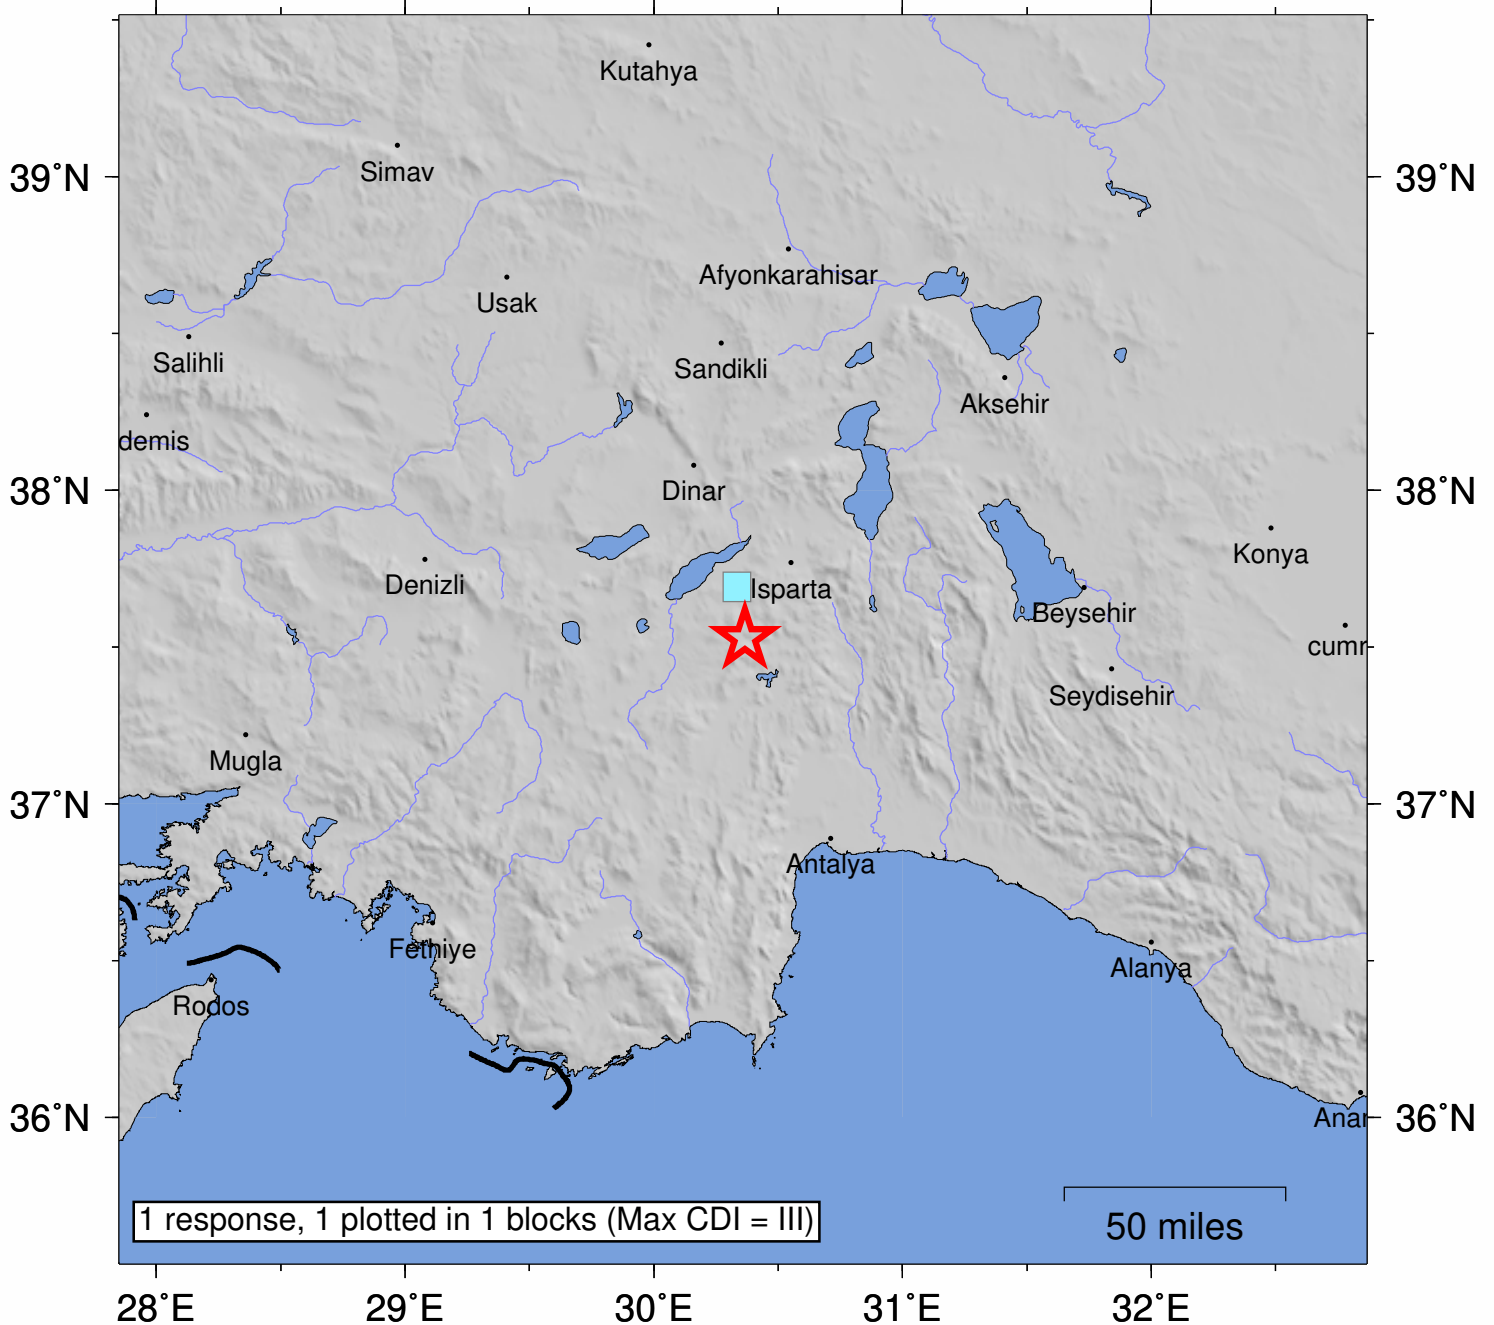 Kutahya
39°N
Simav
39°N
Afyonkarahisar
Usak
Salihli
Sandikli
Aksehir
demis
38°N
Dinar
38°N
Konya
Denizli
Isparta
Beysehir
cumr
Seydisehir
Mugla
37°N
37°N
Antalya
Fethiye
Alanya
Rodos
36°N
Anar
36°N
1 response, 1 plotted in 1 blocks (Max CDI = III)
50 miles
28°E
29°E
30°E
31°E
32°E